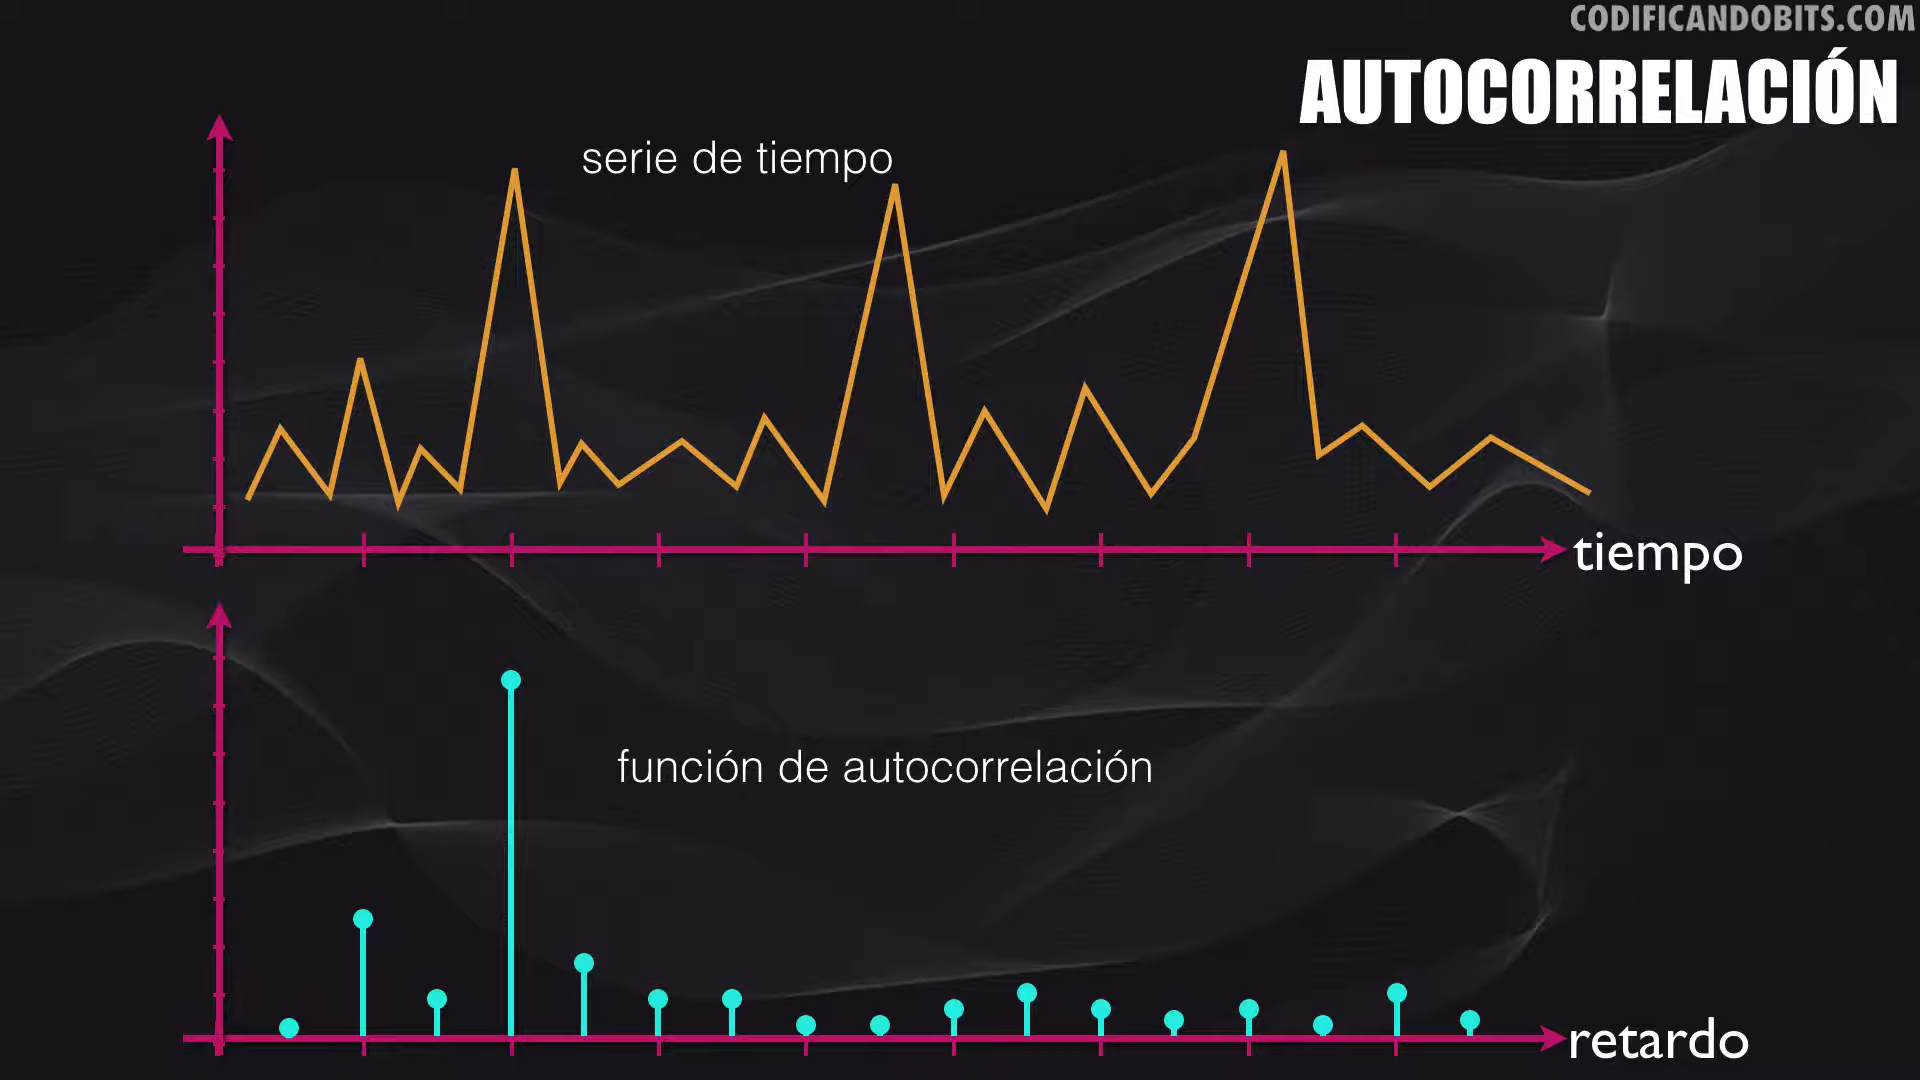 CODIFICANDOBITS.COM
AUTOCORRELACIÓN
serie de tiempo
tiempo
función de autocorrelación
retardo